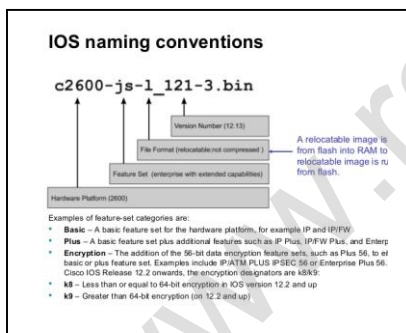 IOS naming conventions
c2600-js-l_121-3.bin
Version Number (12.13)
File Format (relocatable;not compressed )
Feature Set (enterprise with extended capabilities)
Hardware Platform (2600)
A relocatable image is
from flash into RAM to
relocatable image is ru
from flash.
Examples of feature-set categories are:
• Basic – A basic feature set for the hardware platform, for example IP and IP/FW
• Plus – A basic feature set plus additional features such as IP Plus, IP/FW Plus, and Enterp
• Encryption – The addition of the 56-bit data encryption feature sets, such as Plus 56, to ei
basic or plus feature set. Examples include IP/ATM PLUS IPSEC 56 or Enterprise Plus 56.
Cisco IOS Release 12.2 onwards, the encryption designators are k8/k9:
• k8 – Less than or equal to 64-bit encryption in IOS version 12.2 and up
• k9 – Greater than 64-bit encryption (on 12.2 and up)